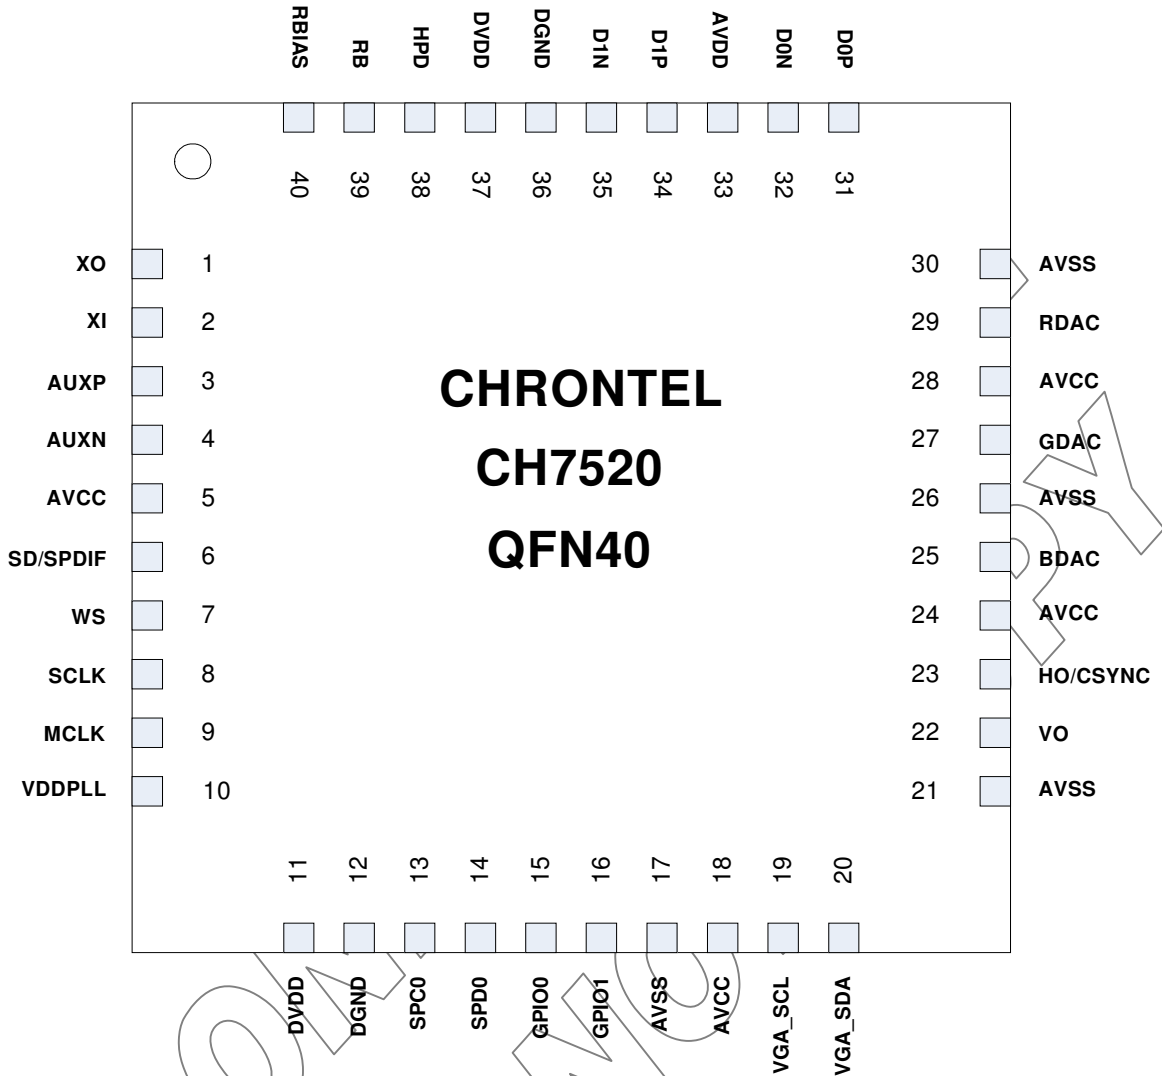 RBIAS
RB
HPD
DVDD
DGND
D1N
D1P
AVDD
D0N
D0P
40
39
38
37
36
35
34
33
32
31
XO 1
XI 2
AUXP 3
AUXN 4
AVCC 5
SD/SPDIF 6
WS 7
SCLK 8
MCLK 9
VDDPLL 10
CHRONTEL
CH7520
QFN40
30 AVSS
29 RDAC
28 AVCC
27 GDAC
26 AVSS
25 BDAC
24 AVCC
23 HO/CSYNC
22 VO
21 AVSS
11
12
13
14
15
16
17
18
19
20
DVDD
DGND
SPC0
SPD0
GPIO0
GPIO1
AVSS
AVCC
VGA_SCL
VGA_SDA